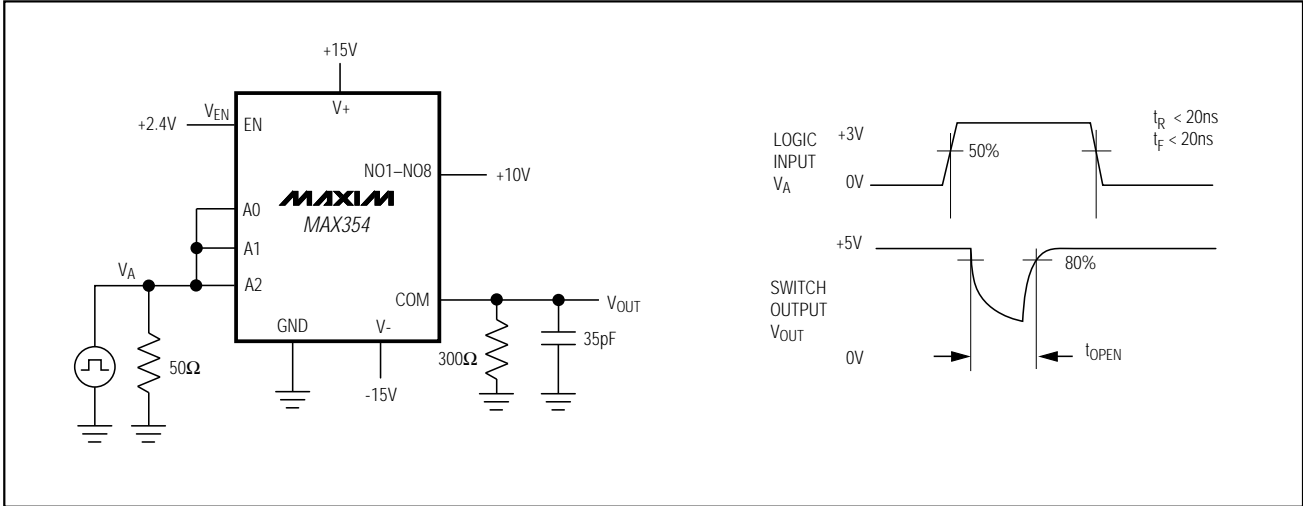 +15V
V+
+2.4V
VEN
EN
NO1–NO8
+10V
MAXIM
MAX354
A0
A1
A2
VA
COM
VOUT
GND
V-
50Ω
300Ω
35pF
-15V
LOGIC
INPUT
VA
+3V
0V
50%
tR < 20ns
tF < 20ns
+5V
80%
SWITCH
OUTPUT
VOUT
0V
tOPEN